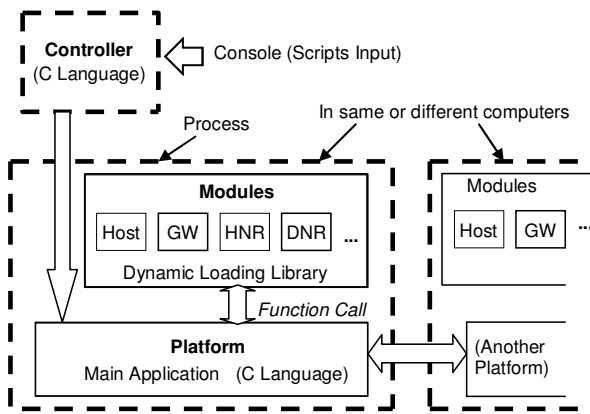 Controller
(C Language)
Console (Scripts Input)
In same or different computers
Process
Modules
Host GW HNR DNR ...
Dynamic Loading Library
Function Call
Platform
Main Application (C Language)
Modules
Host GW ...
(Another
Platform)